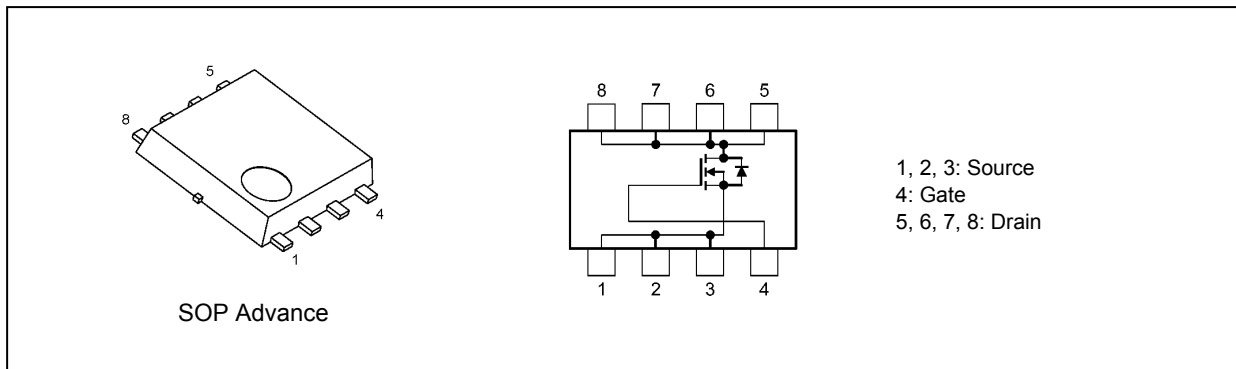 5
8
4
1
SOP Advance
8 7 6 5
1 2 3 4
1, 2, 3: Source
4: Gate
5, 6, 7, 8: Drain